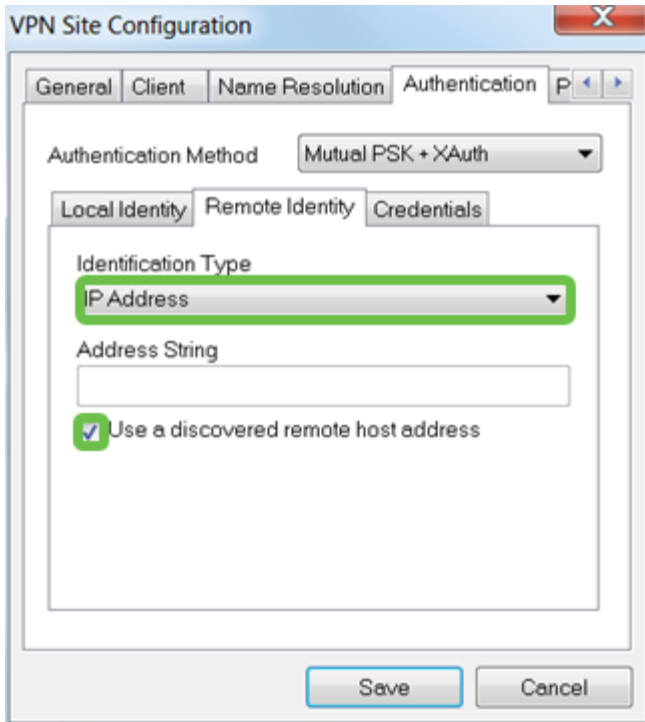 VPN Site Configuration
General Client Name Resolution Authentication P
Authentication Method Mutual PSK + XAuth
Local Identity Remote Identity Credentials
Identification Type
IP Address
Address String
Use a discovered remote host address
Save Cancel